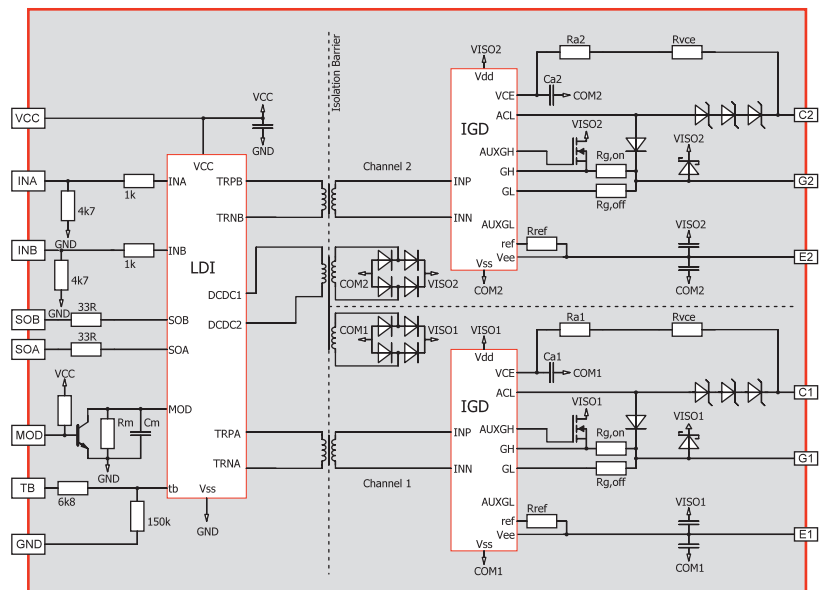 VCC
INA
INB
SOB
SOA
MOD
TB
GND
VCC
GND
1k
4k7
GND
1k
4k7
GND
33R
33R
VCC
Rm
Cm
GND
6k8
150k
LDI
VCC
INA
INB
SOB
SOA
MOD
tb
Vss
GND
TRPB
TRNB
DCDC1
DCDC2
TRPA
TRNA
Isolation Barrier
Channel 2
COM2
VISO2
COM1
VISO1
Channel 1
VISO2
Vdd
IGD
VCE
ACL
AUXGH
GH
GL
AUXGL
ref
Vee
Vss
COM2
INP
INN
Ra2
Rvce
Ca2
COM2
VISO2
Rg,on
Rg,off
Rref
VISO2
VISO2
COM2
C2
G2
E2
VISO1
Vdd
IGD
VCE
ACL
AUXGH
GH
GL
AUXGL
ref
Vee
Vss
COM1
INP
INN
Ra1
Rvce
Ca1
COM1
VISO1
Rg,on
Rg,off
Rref
VISO1
VISO1
COM1
C1
G1
E1